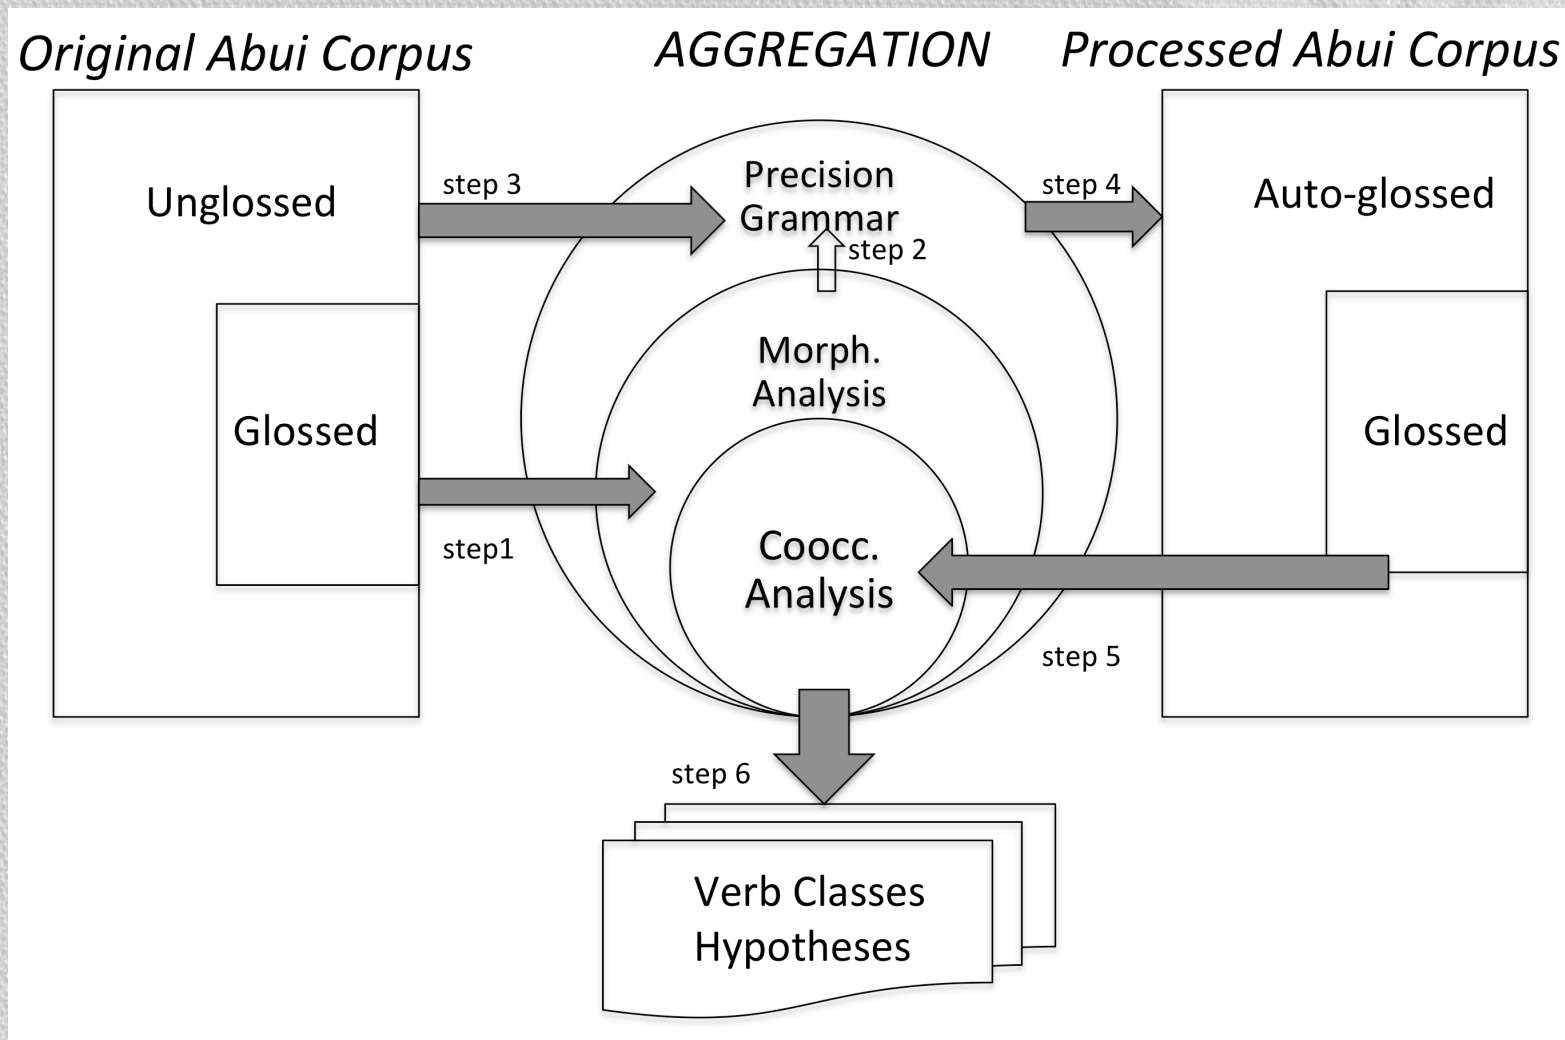 Original Abui Corpus
AGGREGATION
Processed Abui Corpus
Unglossed
step 3
Precision
Grammar
step 4
Auto-glossed
step 2
Morph.
Analysis
Glossed
Glossed
step1
Coocc.
Analysis
step 5
step 6
Verb Classes
Hypotheses